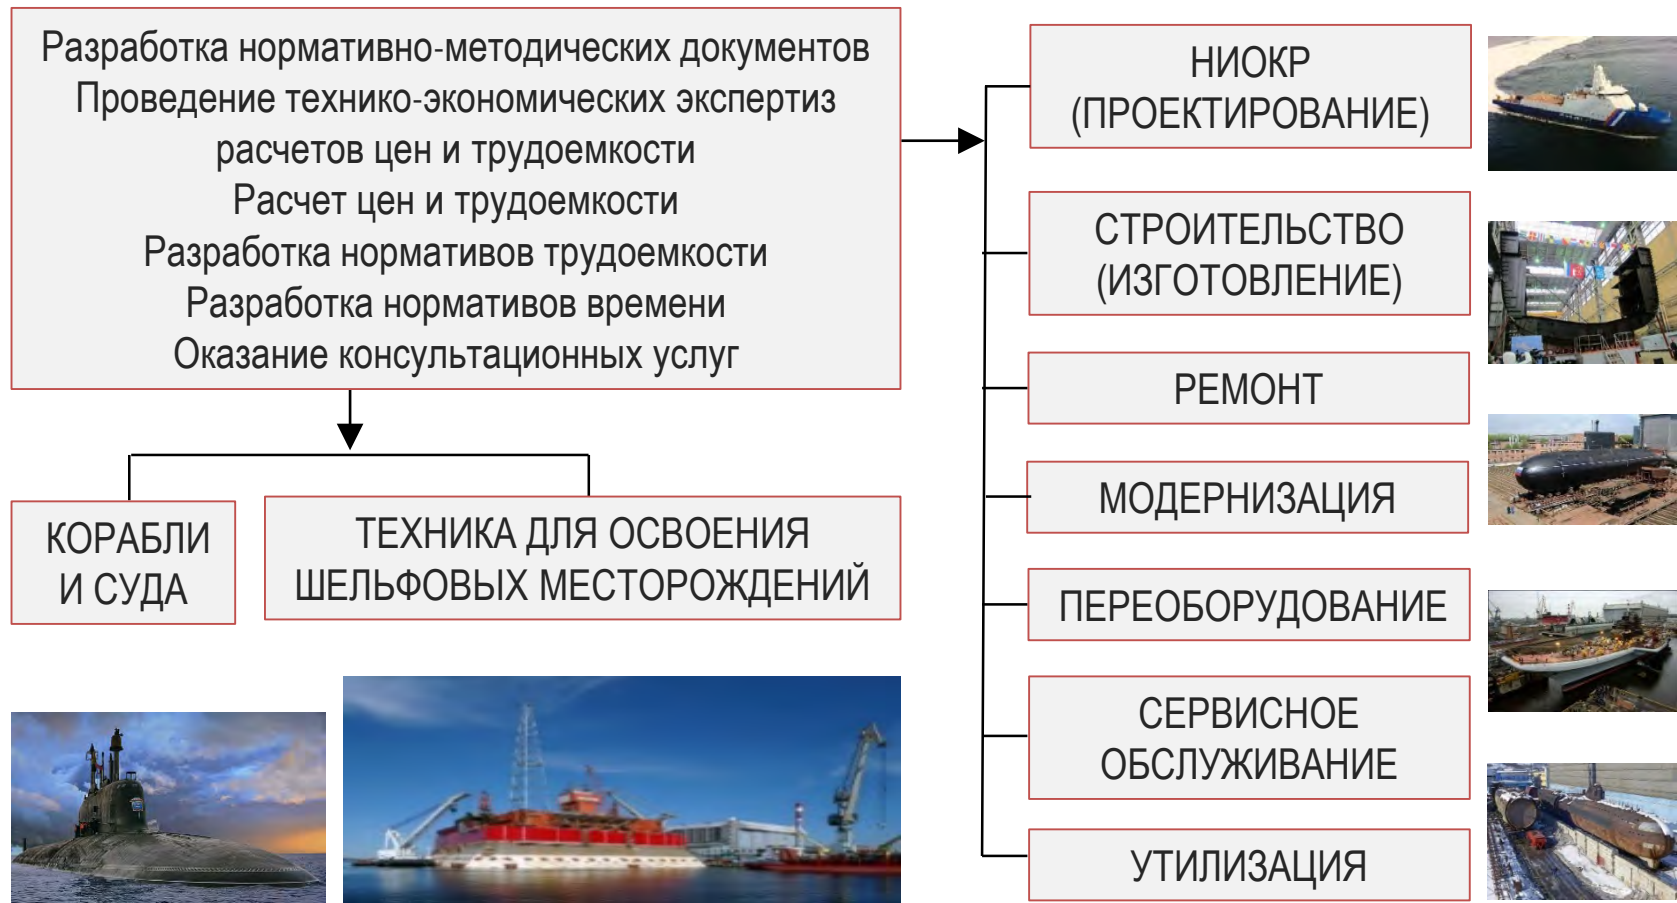 Разработка нормативно-методических документов
Проведение технико-экономических экспертиз
расчетов цен и трудоемкости
Расчет цен и трудоемкости
Разработка нормативов трудоемкости
Разработка нормативов времени
Оказание консультационных услуг
КОРАБЛИ
И СУДА
ТЕХНИКА ДЛЯ ОСВОЕНИЯ
ШЕЛЬФОВЫХ МЕСТОРОЖДЕНИЙ
НИОКР
(ПРОЕКТИРОВАНИЕ)
СТРОИТЕЛЬСТВО
(ИЗГОТОВЛЕНИЕ)
РЕМОНТ
МОДЕРНИЗАЦИЯ
ПЕРЕОБОРУДОВАНИЕ
СЕРВИСНОЕ
ОБСЛУЖИВАНИЕ
УТИЛИЗАЦИЯ